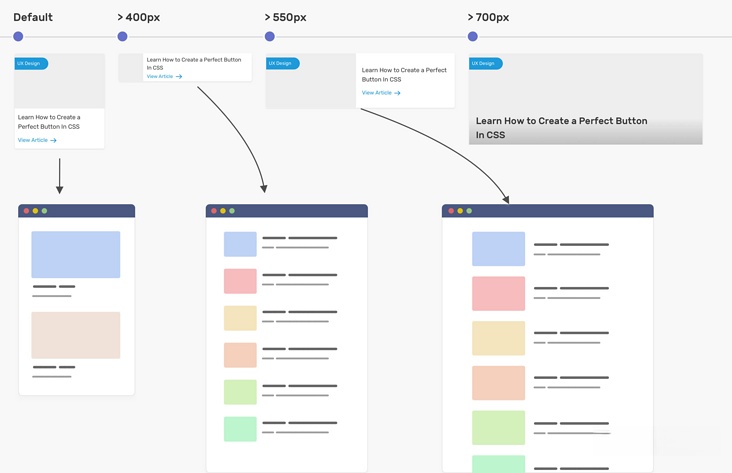 Default
> 400px
> 550px
> 700px
UX Design
Learn How to Create a
Perfect Button In CSS
View Article
Learn How to Create a Perfect Button
In CSS
View Article
UX Design
Learn How to Create a Perfect
Button In CSS
View Article
UX Design
Learn How to Create a Perfect Button
In CSS